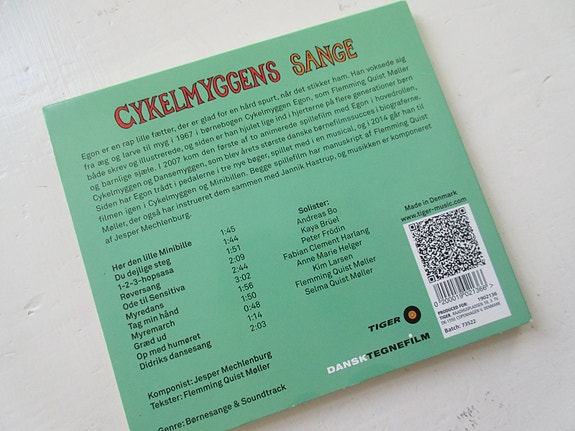 CYKELMYGGENS SANGE
Egon er en rap lille fætter, der er glad for en hård spurt, når det stikker ham. Han voksede sig
fra æg og larve til myg i 1967 i børnebogen Cykelmyggen Egon, som Flemming Quist Møller
både skrev og illustrerede, og siden er han hjulet lige ind i hjerterne på flere generationer børn
og barnlige sjæle. I 2007 kom den første af to animerede spillefilm med Egon i hovedrollen,
Cykelmyggen og Dansemyggen, som blev årets største danske børnefilmsucces i biograferne.
Siden har Egon trådt i pedalerne i tre nye bøger, spillet med i en musical, og i 2014 går han til
filmen igen i Cykelmyggen og Minibillen. Begge spillefilm har manuskript af Flemming Quist
Møller, der også har instrueret dem sammen med Jannik Hastrup, og musikken er komponeret
af Jesper Mechlenburg.
Hør den lille Minibille 1:45
Du dejlige steg 1:44
1-2-3-hopsasa 1:51
Røversang 2:09
Ode til Sensitiva 3:02
Myredans 2:44
Tag min hånd 1:56
Myremarch 1:50
Græd ud 0:48
Op med humøret 1:14
Didriks dansesang 2:03
Solister:
Andreas Bo
Kaya Brüel
Peter Frödin
Fabian Clement Harlang
Anne Marie Helger
Kim Larsen
Flemming Quist Møller
Selma Quist Møller
Made in Denmark
www.tiger-music.com
2 000019 021366
PRODUCED FOR: 1902136
Batch: 73522
TIGER
DANSKTEGNEFILM
Komponist: Jesper Mechlenburg
Tekster: Flemming Quist Møller
Genre: Børnesange & Soundtrack